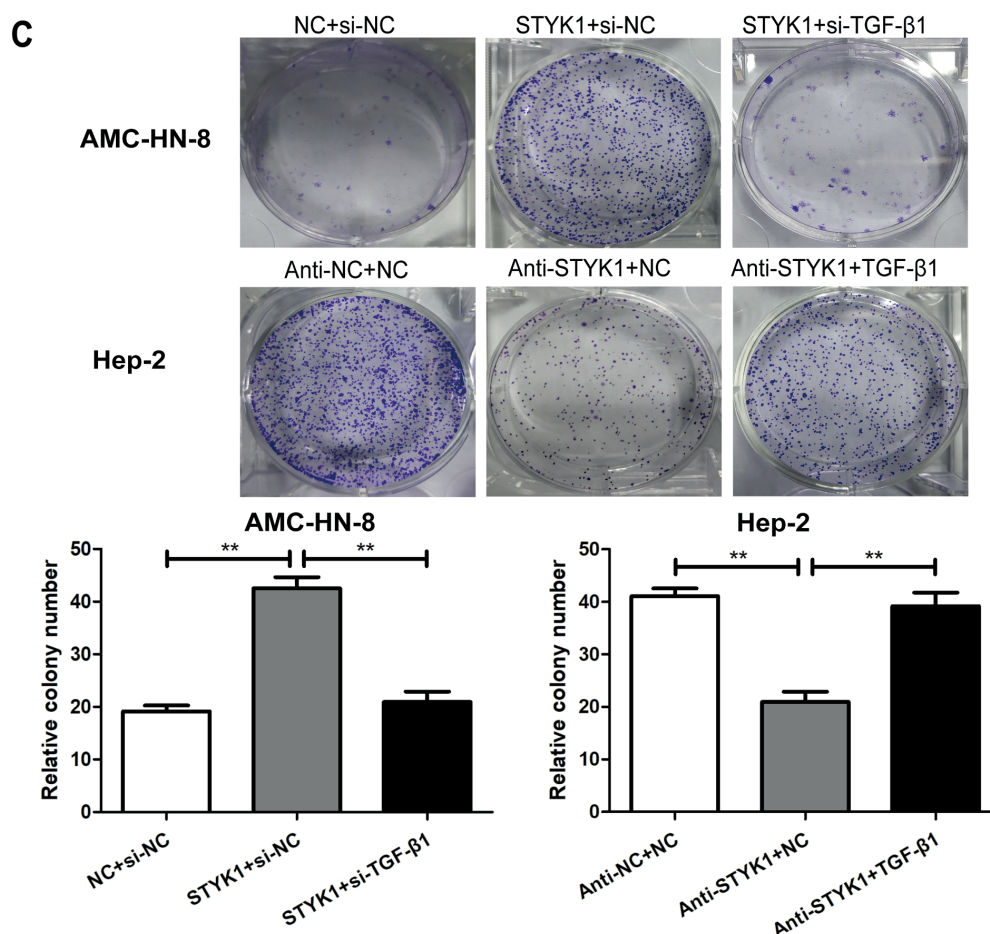 C
NC+si-NC STYK1+si-NC STYK1+si-TGF-β1
AMC-HN-8
Anti-NC+NC Anti-STYK1+NC Anti-STYK1+TGF-β1
Hep-2
AMC-HN-8
Relative colony number
50
40
30
20
10
0
** **
NC+si-NC
STYK1+si-NC
STYK1+si-TGF-β1
Hep-2
Relative colony number
50
40
30
20
10
0
** **
Anti-NC+NC
Anti-STYK1+NC
Anti-STYK1+TGF-β1